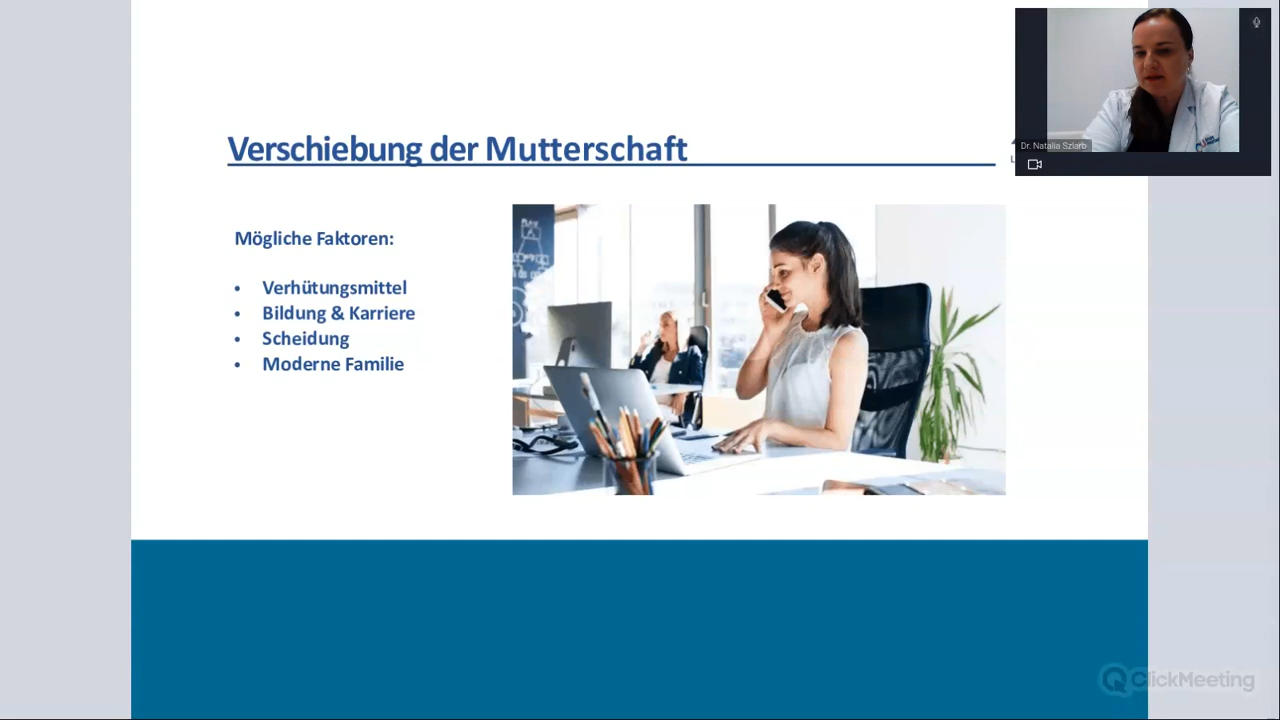 Verschiebung der Mutterschaft
Dr. Natalia Szlarb
Mögliche Faktoren:
• Verhütungsmittel
• Bildung & Karriere
• Scheidung
• Moderne Familie
ClickMeeting